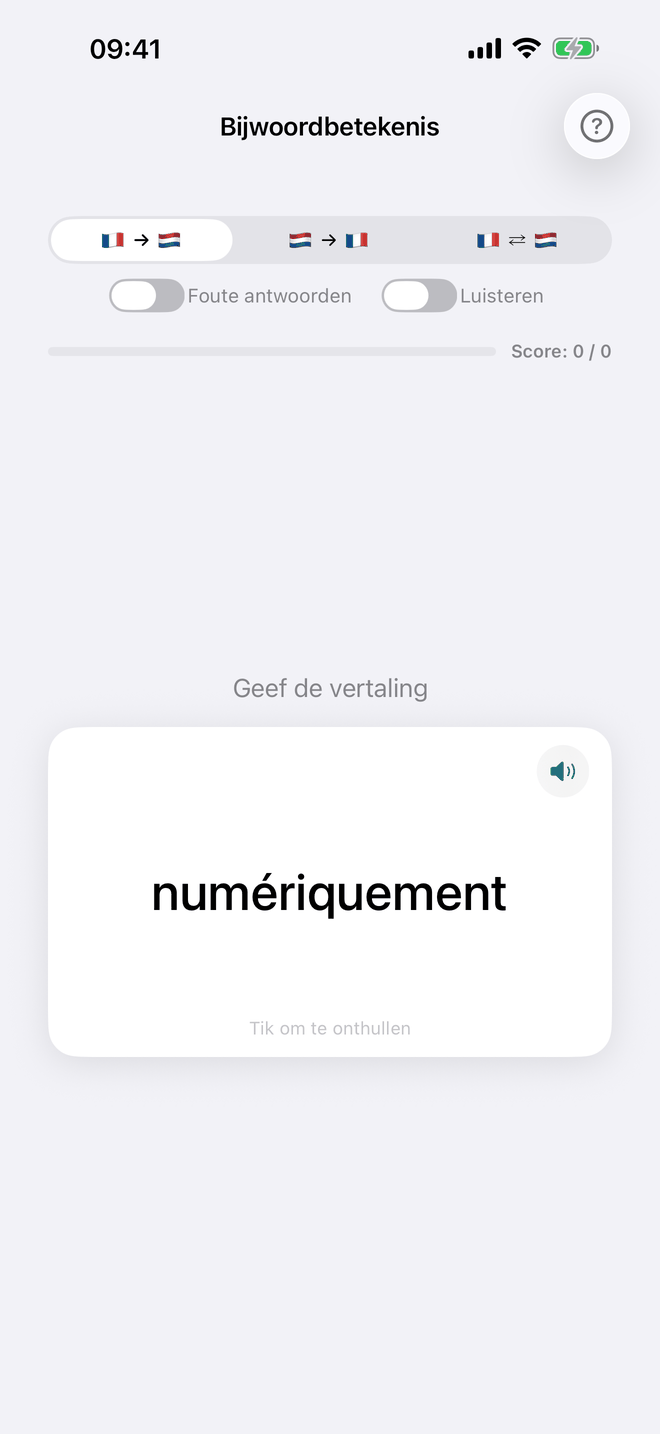 09:41
Bijwoordbetekenis
🇫🇷 → 🇳🇱 🇳🇱 → 🇫🇷 🇫🇷 ⇄ 🇳🇱
Foute antwoorden Luisteren
Score: 0 / 0
Geef de vertaling
numériquement
Tik om te onthullen